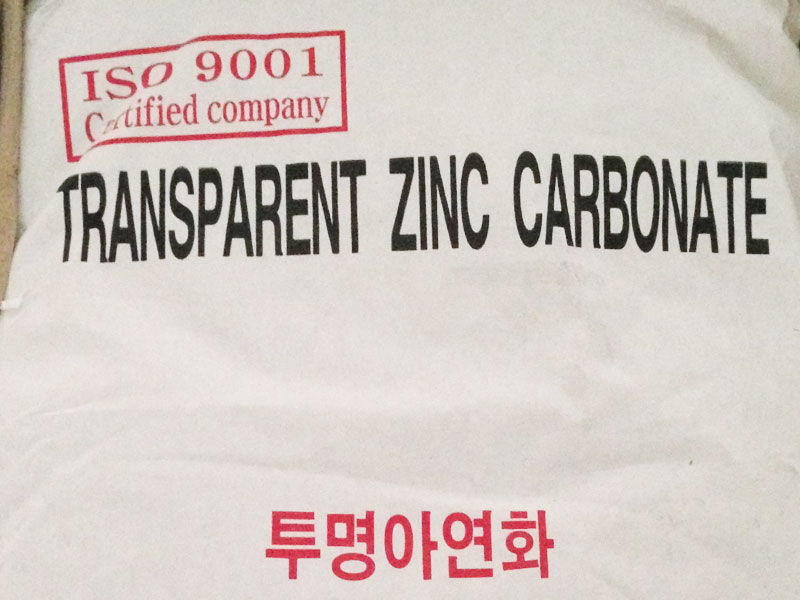 ISO 9001
Certified company
TRANSPARENT ZINC CARBONATE
투명아연화